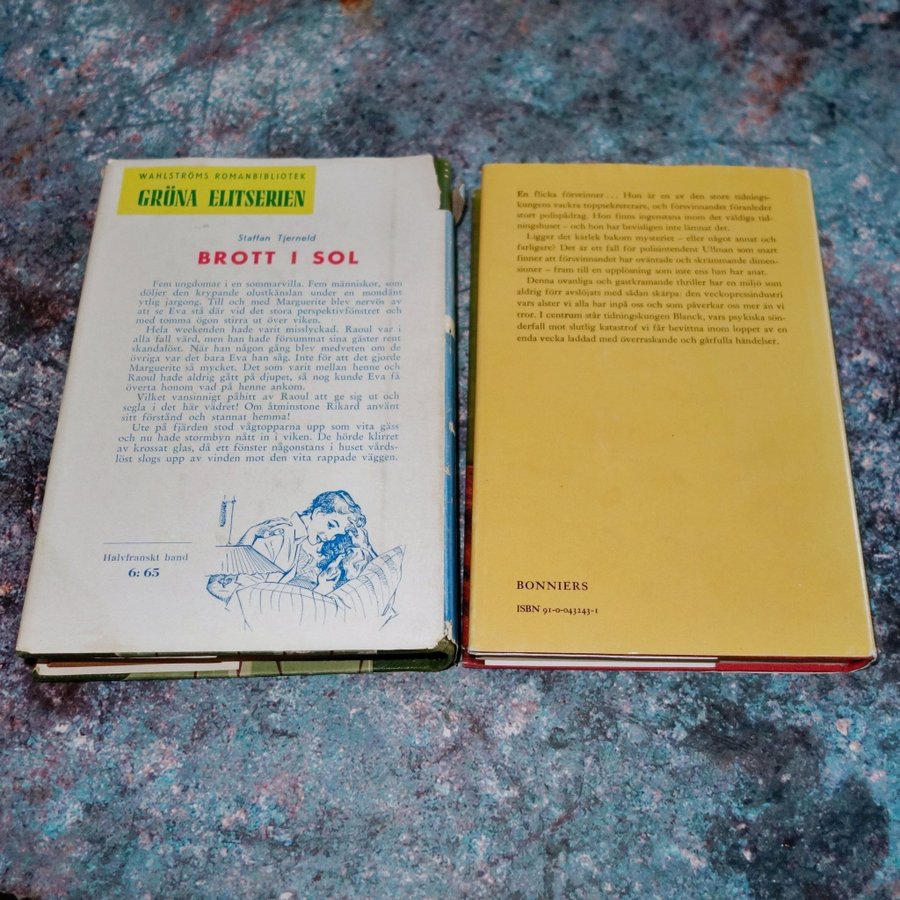 WAHLSTRÖMS ROMANBIBLIOTEK
GRÖNA ELITSERIEN
Staffan Tjerneld
BROTT I SOL
Fem ungdomar i en sommarvilla. Fem människor, som
döljer den krypande olustkänslan under en mondänt
ytlig jargong. Till och med Marguerite blev nervös av
att se Eva stå där vid det stora perspektivfönstret och
med tomma ögon stirra ut över viken.
Hela weekenden hade varit misslyckad. Raoul var i
alla fall värd, men han hade försummat sina gäster rent
skandalöst. När han någon gång blev medveten om de
övriga var det bara Eva han såg. Inte för att det gjorde
Marguerite så mycket. Det som varit mellan henne och
Raoul hade aldrig gått på djupet, så nog kunde Eva få
överta honom vad på henne ankom.
Vilket vansinnigt påhitt av Raoul att ge sig ut och
segla i det här vädret! Om åtminstone Rikard använt
sitt förstånd och stannat hemma!
Ute på fjärden stod vågtopparna upp som vita gäss
och nu hade stormbyn nått in i viken. De hörde klirret
av krossat glas, då ett fönster någonstans i huset vårds-
löst slogs upp av vinden mot den vita rappade väggen.
Halvfranskt band
6: 65
En flicka försvinner... Hon är en av den store tidnings-
kungens vackra toppsekreterare, och försvinnandet föranleder
stort polispådrag. Hon finns ingenstans inom det väldiga tid-
ningshuset – och hon har bevisligen inte lämnat det.
Ligger det kärlek bakom mysteriet – eller något annat och
farligare? Det är ett fall för polisintendent Ullman som snart
finner att försvinnandet har oväntade och skrämmande dimen-
sioner – fram till en upplösning som inte ens han har anat.
Denna ovanliga och gastkramande thriller har en miljö som
aldrig förr avslöjats med sådan skärpa: den veckopressindustri
vars alster vi alla har inpå oss och som påverkar oss mer än vi
tror. I centrum står tidningskungen Blanck, vars psykiska sön-
derfall mot slutlig katastrof vi får bevittna inom loppet av en
enda vecka laddad med överraskande och gåtfulla händelser.
BONNIERS
ISBN 91-0-043243-1